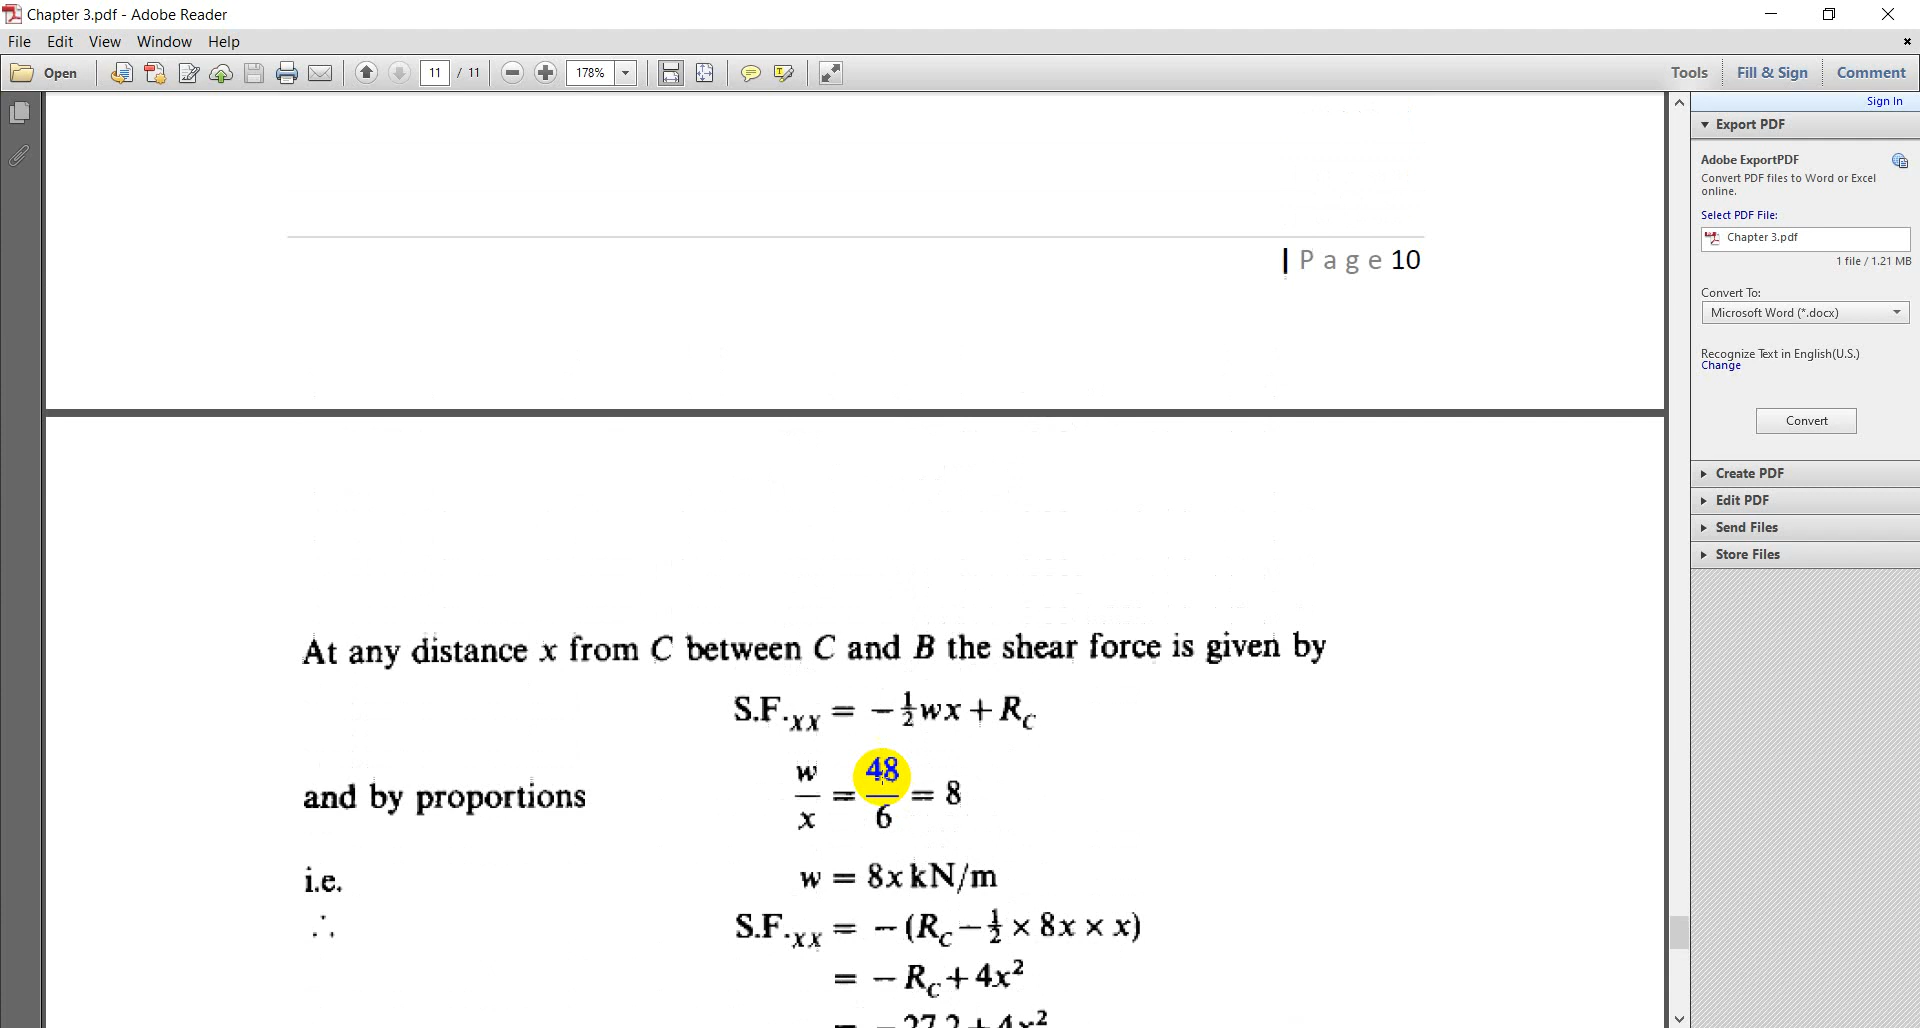 Chapter 3.pdf - Adobe Reader
File Edit View Window Help
Open 11 / 11 178% Tools Fill & Sign Comment
Sign In
Export PDF
Adobe ExportPDF
Convert PDF files to Word or Excel
online.
Select PDF File:
Chapter 3.pdf
1 file / 1.21 MB
Convert To:
Microsoft Word (*.docx)
Recognize Text in English(U.S.)
Change
Convert
Create PDF
Edit PDF
Send Files
Store Files
| P a g e 10
At any distance x from C between C and B the shear force is given by
S.F.XX = −½wx + RC
and by proportions w/x = 48/6 = 8
i.e. w = 8x kN/m
∴ S.F.XX = −(RC − ½ × 8x × x)
= −RC + 4x²
= −27.2 + 4x²